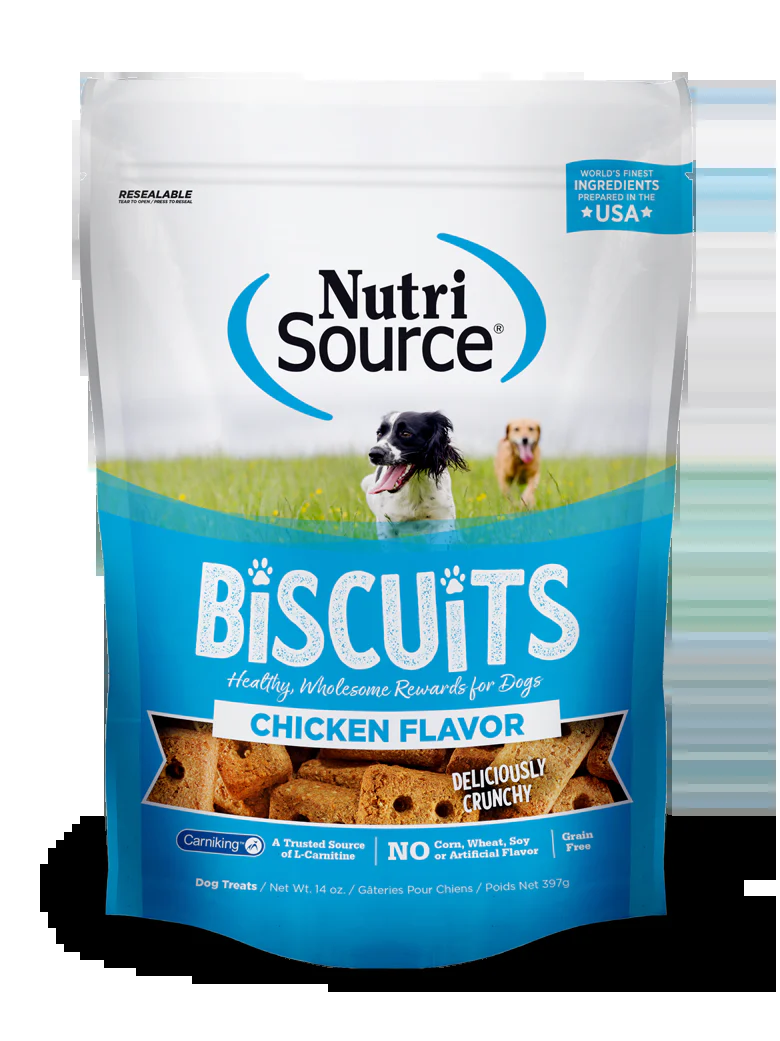 RESEALABLE
TEAR TO OPEN / PRESS TO RESEAL
WORLD'S FINEST
INGREDIENTS
PREPARED IN THE
★USA★
Nutri
Source®
BiSCUiTS
Healthy, Wholesome Rewards for Dogs
CHICKEN FLAVOR
DELICIOUSLY
CRUNCHY
Carniking™
A Trusted Source
of L-Carnitine
NO Corn, Wheat, Soy
or Artificial Flavor
Grain
Free
Dog Treats / Net Wt. 14 oz. / Gâteries Pour Chiens / Poids Net 397g